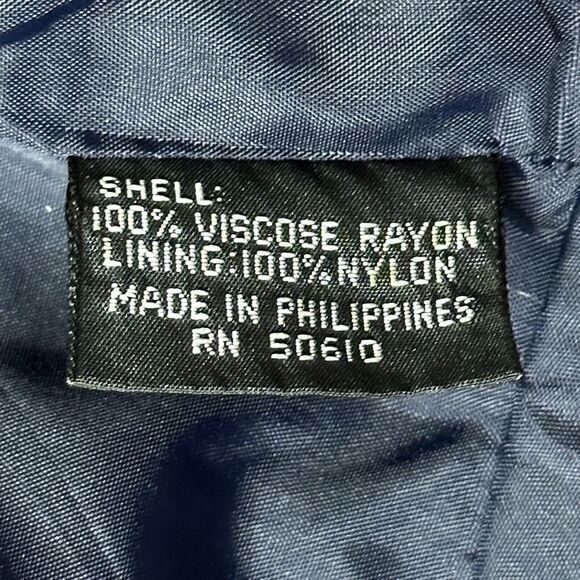 SHELL:
100% VISCOSE RAYON
LINING:100%NYLON
MADE IN PHILIPPINES
RN 50610